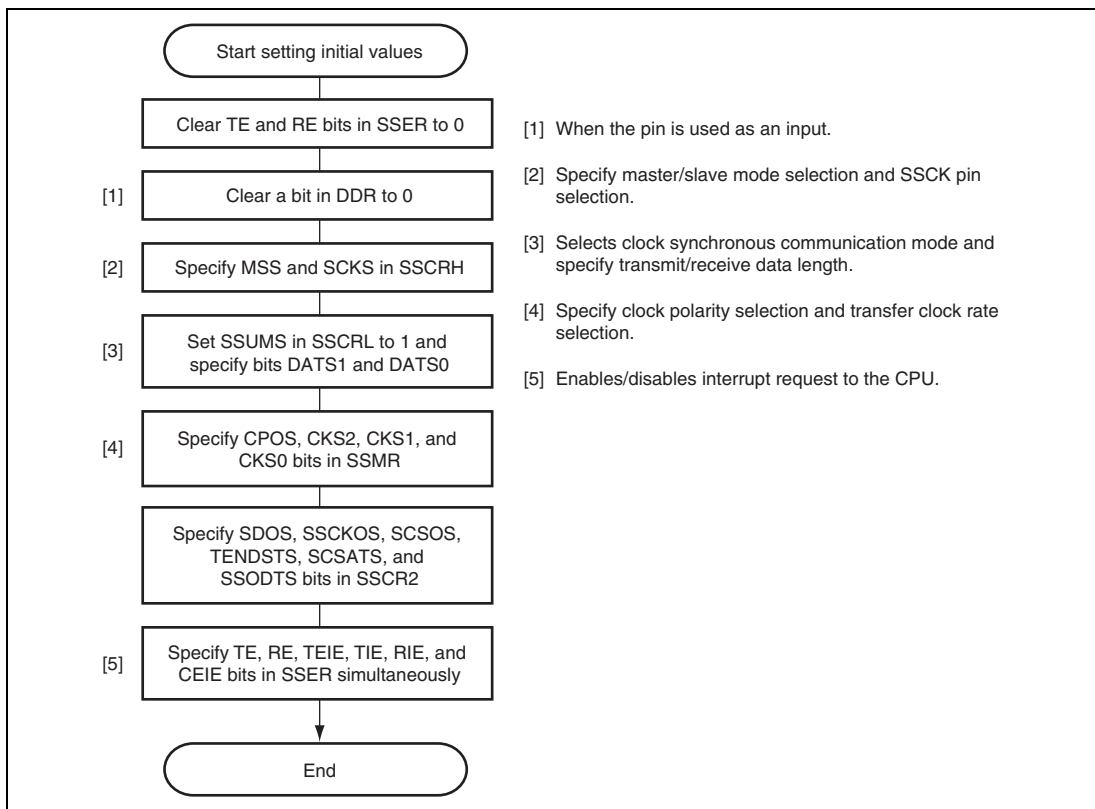 Start setting initial values
Clear TE and RE bits in SSER to 0
[1] Clear a bit in DDR to 0
[2] Specify MSS and SCKS in SSCRH
[3] Set SSUMS in SSCRL to 1 and
specify bits DATS1 and DATS0
[4] Specify CPOS, CKS2, CKS1, and
CKS0 bits in SSMR
Specify SDOS, SSCKOS, SCSOS,
TENDSTS, SCSATS, and
SSODTS bits in SSCR2
[5] Specify TE, RE, TEIE, TIE, RIE, and
CEIE bits in SSER simultaneously
End
[1] When the pin is used as an input.
[2] Specify master/slave mode selection and SSCK pin
selection.
[3] Selects clock synchronous communication mode and
specify transmit/receive data length.
[4] Specify clock polarity selection and transfer clock rate
selection.
[5] Enables/disables interrupt request to the CPU.